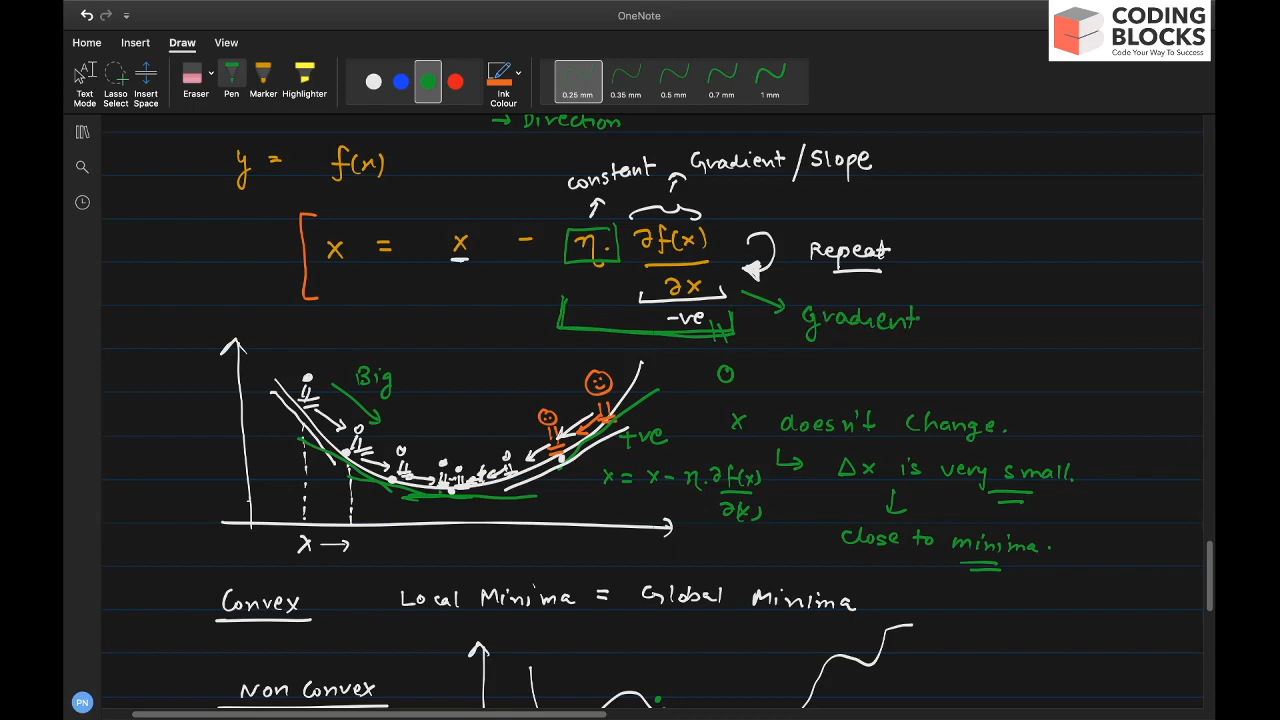 OneNote
CODING
BLOCKS
Code Your Way To Success
Home Insert Draw View
Text Mode
Lasso Select
Insert Space
Eraser
Pen
Marker
Highlighter
Ink Colour
0.25 mm 0.35 mm 0.5 mm 0.7 mm 1 mm
→ Direction
y = f(x)
constant Gradient / Slope
x = x - η. ∂f(x)
∂x
Repeat
-ve
Gradient
Big
0
+ve
x doesn't change.
x = x - η. ∂f(x)
∂(x)
↳ Δx is very small.
↓
close to minima.
x →
Convex Local Minima = Global Minima
Non Convex
PN